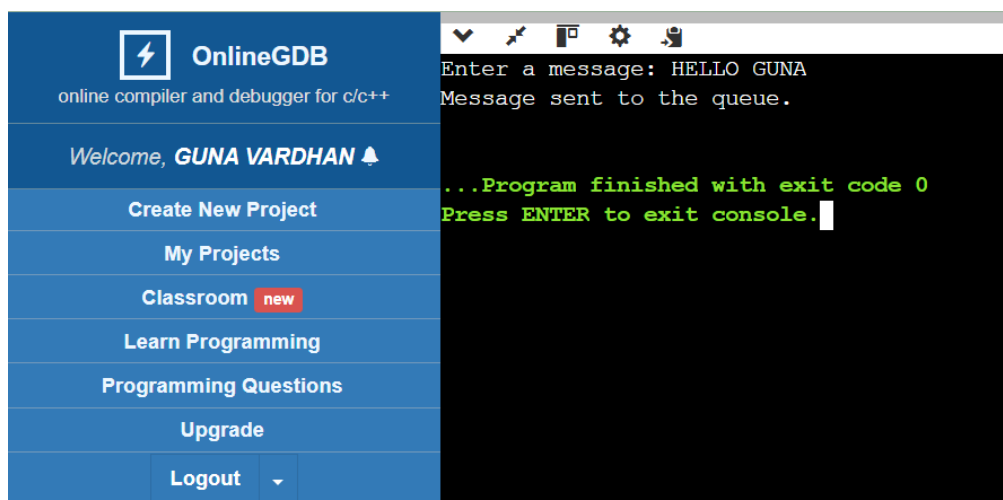 OnlineGDB
online compiler and debugger for c/c++
Welcome, GUNA VARDHAN
Create New Project
My Projects
Classroom new
Learn Programming
Programming Questions
Upgrade
Logout
Enter a message: HELLO GUNA
Message sent to the queue.
...Program finished with exit code 0
Press ENTER to exit console.